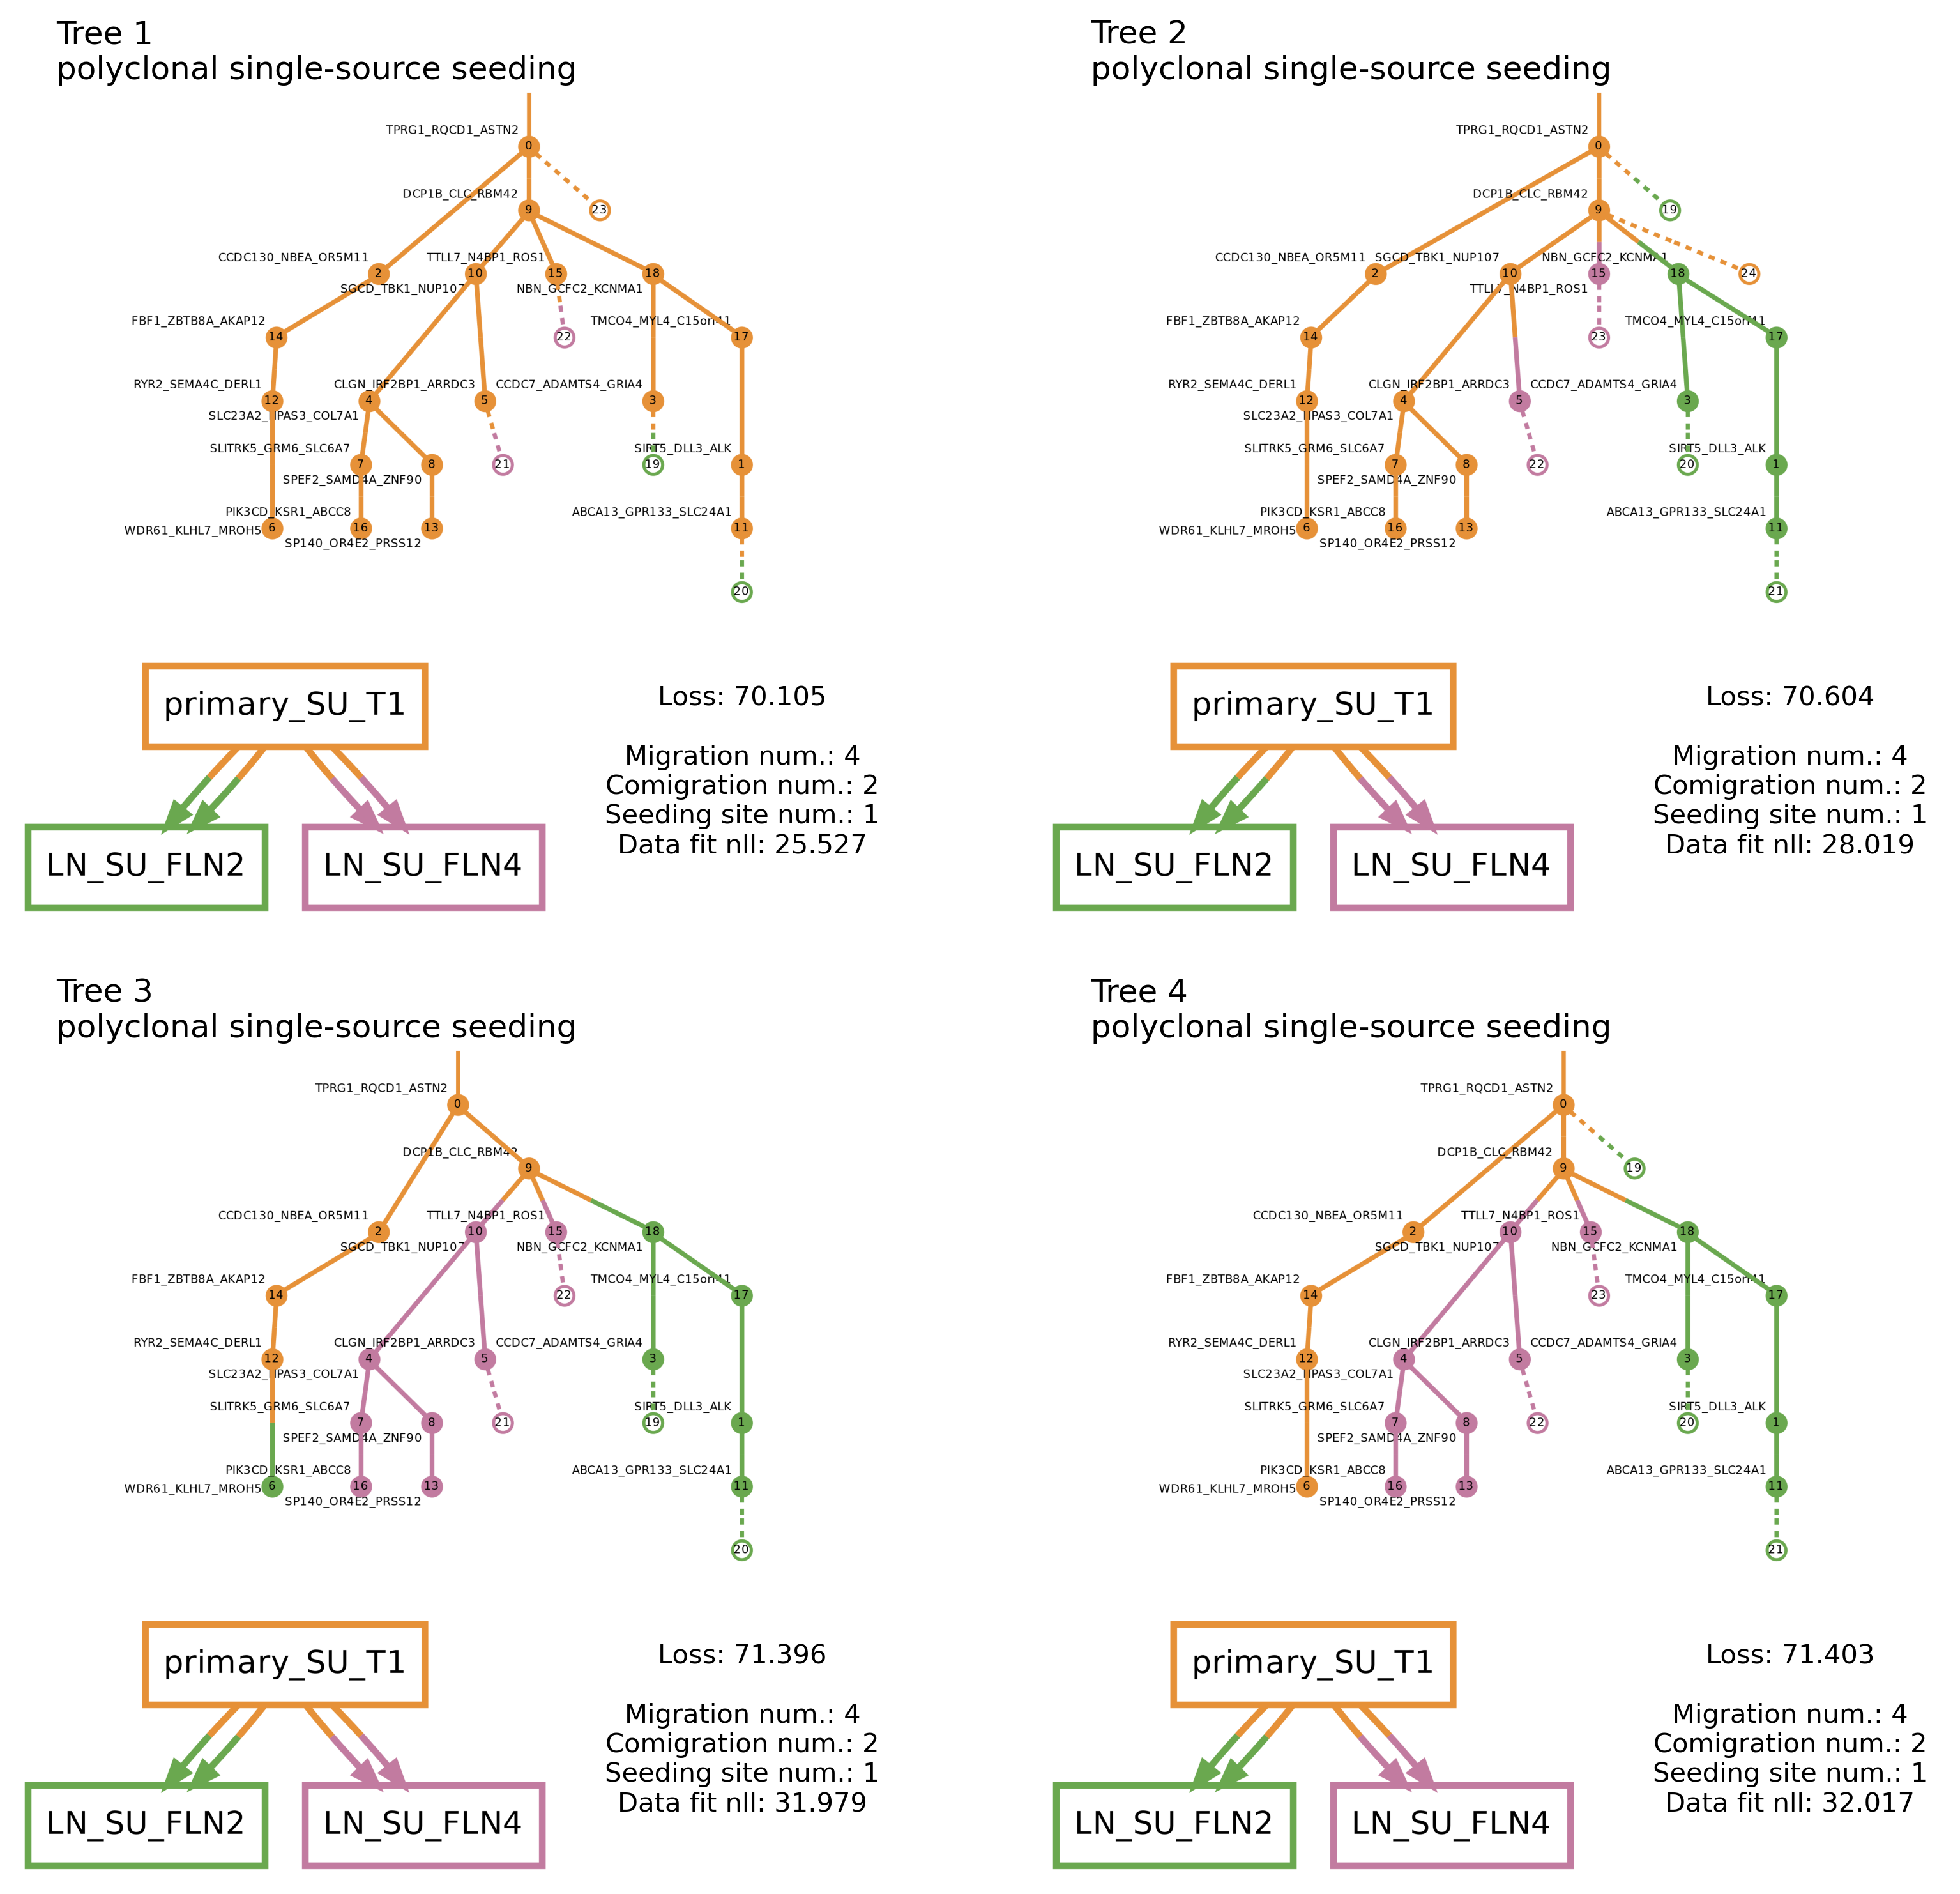 Tree 1
polyclonal single-source seeding
TPRG1_RQCD1_ASTN2
0
DCP1B_CLC_RBM42
9
23
CCDC130_NBEA_OR5M11
TTLL7_N4BP1_ROS1
2
10
15
18
SGCD_TBK1_NUP107
NBN_GCFC2_KCNMA1
FBF1_ZBTB8A_AKAP12
TMCO4_MYL4_C15orf41
14
22
17
RYR2_SEMA4C_DERL1
CLGN_IRF2BP1_ARRDC3
CCDC7_ADAMTS4_GRIA4
12
4
5
3
SLC23A2_NPAS3_COL7A1
SLITRK5_GRM6_SLC6A7
SIRT5_DLL3_ALK
7
8
21
19
1
SPEF2_SAMD4A_ZNF90
PIK3CD_KSR1_ABCC8
ABCA13_GPR133_SLC24A1
WDR61_KLHL7_MROH5
6
16
13
11
SP140_OR4E2_PRSS12
20
primary_SU_T1
LN_SU_FLN2
LN_SU_FLN4
Loss: 70.105
Migration num.: 4
Comigration num.: 2
Seeding site num.: 1
Data fit nll: 25.527
Tree 2
polyclonal single-source seeding
TPRG1_RQCD1_ASTN2
0
DCP1B_CLC_RBM42
9
19
CCDC130_NBEA_OR5M11
SGCD_TBK1_NUP107
NBN_GCFC2_KCNMA1
2
10
15
18
24
TTLL7_N4BP1_ROS1
FBF1_ZBTB8A_AKAP12
TMCO4_MYL4_C15orf41
14
23
17
RYR2_SEMA4C_DERL1
CLGN_IRF2BP1_ARRDC3
CCDC7_ADAMTS4_GRIA4
12
4
5
3
SLC23A2_NPAS3_COL7A1
SLITRK5_GRM6_SLC6A7
SIRT5_DLL3_ALK
7
8
22
20
1
SPEF2_SAMD4A_ZNF90
PIK3CD_KSR1_ABCC8
ABCA13_GPR133_SLC24A1
WDR61_KLHL7_MROH5
6
16
13
11
SP140_OR4E2_PRSS12
21
primary_SU_T1
LN_SU_FLN2
LN_SU_FLN4
Loss: 70.604
Migration num.: 4
Comigration num.: 2
Seeding site num.: 1
Data fit nll: 28.019
Tree 3
polyclonal single-source seeding
TPRG1_RQCD1_ASTN2
0
DCP1B_CLC_RBM42
9
CCDC130_NBEA_OR5M11
TTLL7_N4BP1_ROS1
2
10
15
18
SGCD_TBK1_NUP107
NBN_GCFC2_KCNMA1
FBF1_ZBTB8A_AKAP12
TMCO4_MYL4_C15orf41
14
22
17
RYR2_SEMA4C_DERL1
CLGN_IRF2BP1_ARRDC3
CCDC7_ADAMTS4_GRIA4
12
4
5
3
SLC23A2_NPAS3_COL7A1
SLITRK5_GRM6_SLC6A7
SIRT5_DLL3_ALK
7
8
21
19
1
SPEF2_SAMD4A_ZNF90
PIK3CD_KSR1_ABCC8
ABCA13_GPR133_SLC24A1
WDR61_KLHL7_MROH5
6
16
13
11
SP140_OR4E2_PRSS12
20
primary_SU_T1
LN_SU_FLN2
LN_SU_FLN4
Loss: 71.396
Migration num.: 4
Comigration num.: 2
Seeding site num.: 1
Data fit nll: 31.979
Tree 4
polyclonal single-source seeding
TPRG1_RQCD1_ASTN2
0
DCP1B_CLC_RBM42
9
19
CCDC130_NBEA_OR5M11
TTLL7_N4BP1_ROS1
2
10
15
18
SGCD_TBK1_NUP107
NBN_GCFC2_KCNMA1
FBF1_ZBTB8A_AKAP12
TMCO4_MYL4_C15orf41
14
23
17
RYR2_SEMA4C_DERL1
CLGN_IRF2BP1_ARRDC3
CCDC7_ADAMTS4_GRIA4
12
4
5
3
SLC23A2_NPAS3_COL7A1
SLITRK5_GRM6_SLC6A7
SIRT5_DLL3_ALK
7
8
22
20
1
SPEF2_SAMD4A_ZNF90
PIK3CD_KSR1_ABCC8
ABCA13_GPR133_SLC24A1
WDR61_KLHL7_MROH5
6
16
13
11
SP140_OR4E2_PRSS12
21
primary_SU_T1
LN_SU_FLN2
LN_SU_FLN4
Loss: 71.403
Migration num.: 4
Comigration num.: 2
Seeding site num.: 1
Data fit nll: 32.017